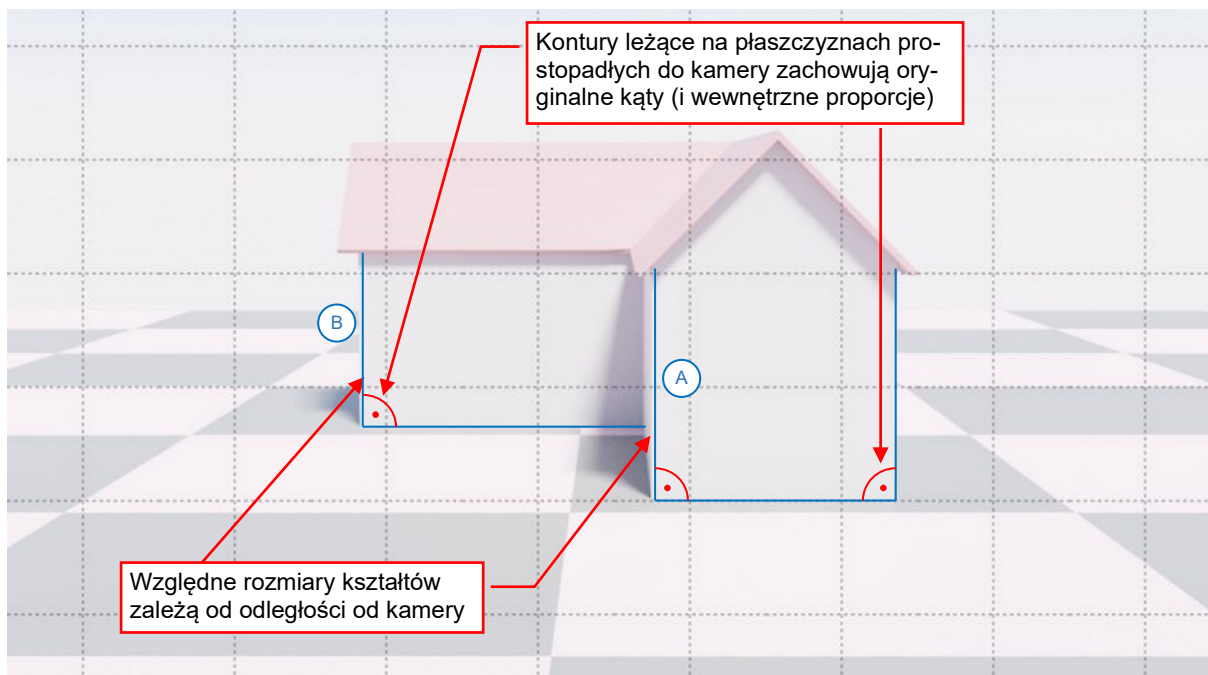 Kontury leżące na płaszczyznach pro-
stopadłych do kamery zachowują ory-
ginalne kąty (i wewnętrzne proporcje)
B
A
Względne rozmiary kształtów
zależą od odległości od kamery